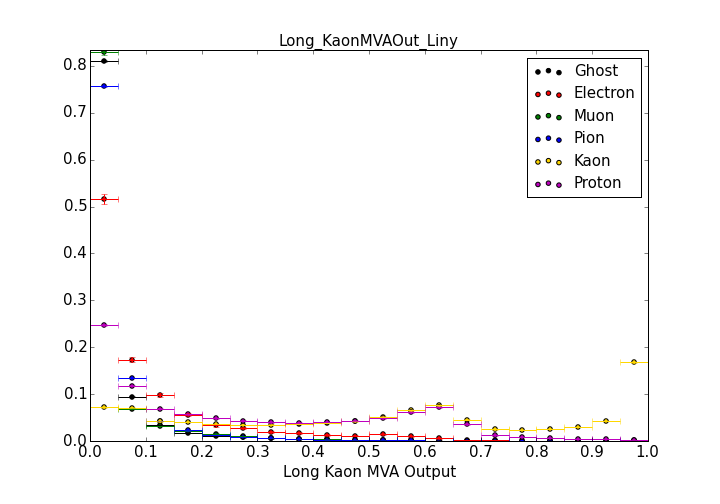 Long_KaonMVAOut_Liny
0.8
0.7
0.6
0.5
0.4
0.3
0.2
0.1
0.0
Ghost
Electron
Muon
Pion
Kaon
Proton
0.0 0.1 0.2 0.3 0.4 0.5 0.6 0.7 0.8 0.9 1.0
Long Kaon MVA Output